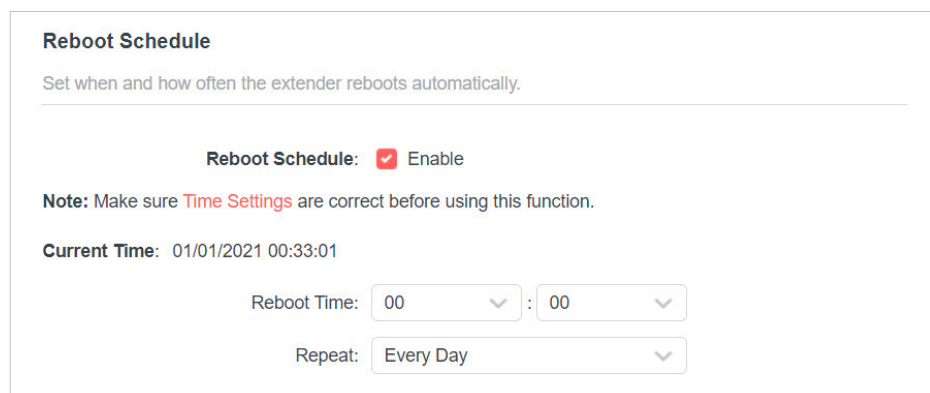 Reboot Schedule
Set when and how often the extender reboots automatically.
Reboot Schedule: Enable
Note: Make sure Time Settings are correct before using this function.
Current Time: 01/01/2021 00:33:01
Reboot Time: 00 : 00
Repeat: Every Day